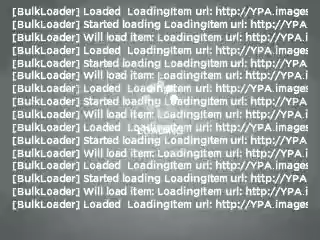 [BulkLoader] Loaded  LoadingItem url: http://YPA.images
[BulkLoader] Started loading LoadingItem url: http://YPA
[BulkLoader] Will load item: LoadingItem url: http://YPA.i
[BulkLoader] Loaded  LoadingItem url: http://YPA.images
[BulkLoader] Started loading LoadingItem url: http://YPA
[BulkLoader] Will load item: LoadingItem url: http://YPA.i
[BulkLoader] Loaded  LoadingItem url: http://YPA.images
[BulkLoader] Started loading LoadingItem url: http://YPA
[BulkLoader] Will load item: LoadingItem url: http://YPA.i
[BulkLoader] Loaded  LoadingItem url: http://YPA.images
[BulkLoader] Started loading LoadingItem url: http://YPA
[BulkLoader] Will load item: LoadingItem url: http://YPA.i
[BulkLoader] Loaded  LoadingItem url: http://YPA.images
[BulkLoader] Started loading LoadingItem url: http://YPA
[BulkLoader] Will load item: LoadingItem url: http://YPA.i
[BulkLoader] Loaded  LoadingItem url: http://YPA.images